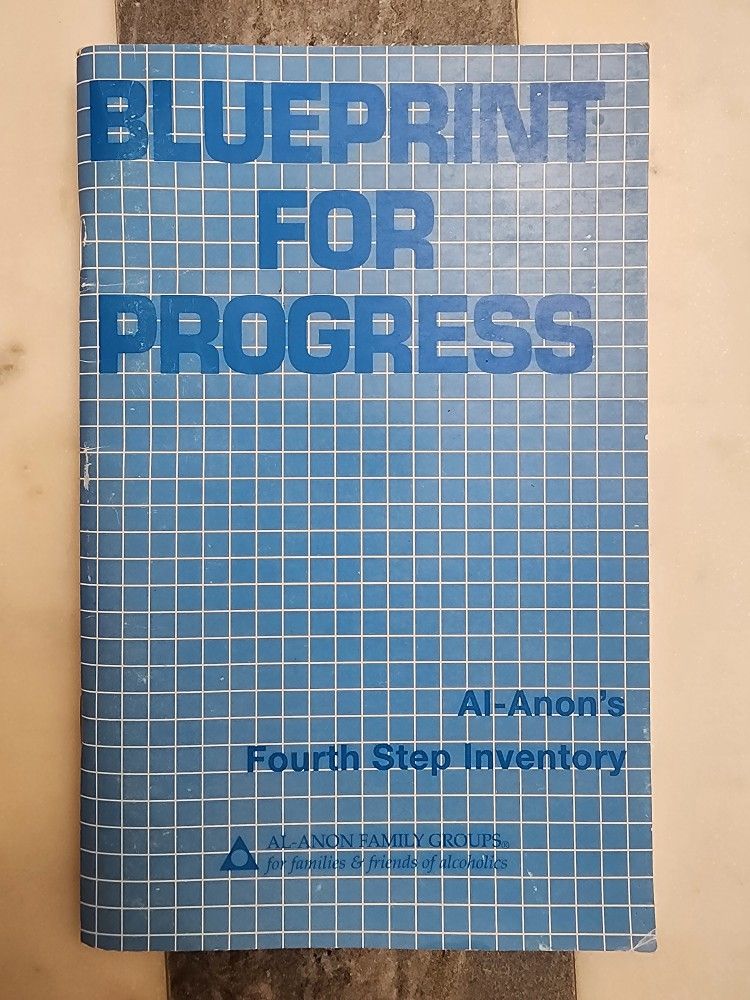 BLUEPRINT
FOR
PROGRESS
Al-Anon's
Fourth Step Inventory
AL-ANON FAMILY GROUPS®
for families & friends of alcoholics